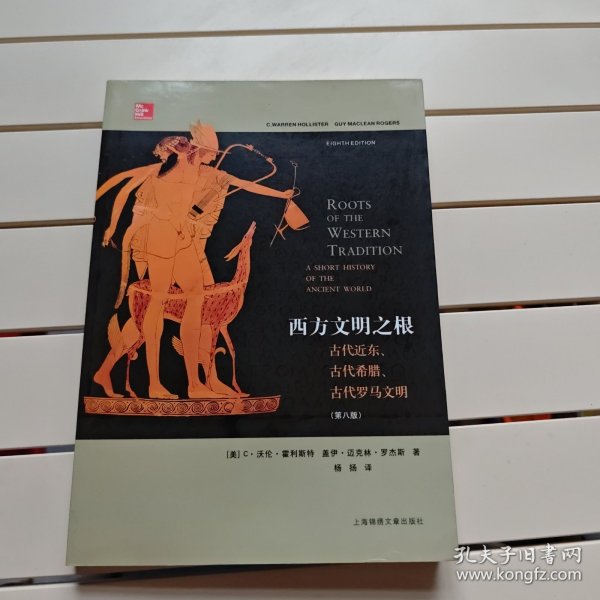 Mc
Graw
Hill
Education
C.WARREN HOLLISTER GUY MACLEAN ROGERS
EIGHTH EDITION
ROOTS
OF THE
WESTERN
TRADITION
A SHORT HISTORY
OF THE
ANCIENT WORLD
西方文明之根
古代近东、
古代希腊、
古代罗马文明
(第八版)
[美] C·沃伦·霍利斯特 盖伊·迈克林·罗杰斯 著
杨扬 译
上海锦绣文章出版社
孔夫子旧书网
www.kongfz.com